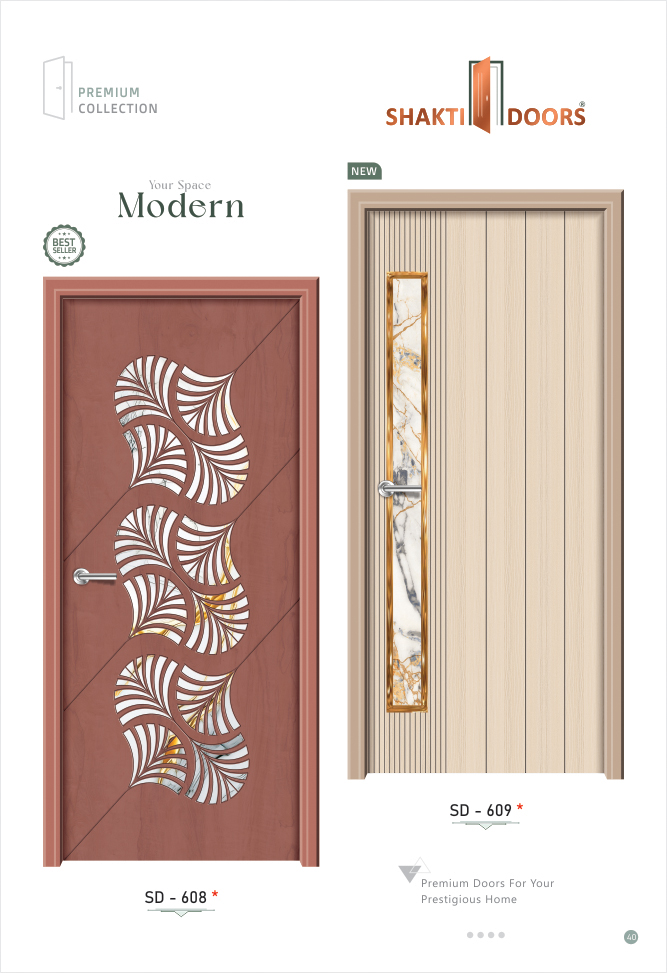 PREMIUM
COLLECTION
SHAKTI DOORS®
NEW
Your Space
Modern
BEST
SELLER
SD - 609 *
SD - 608 *
Premium Doors For Your
Prestigious Home
40